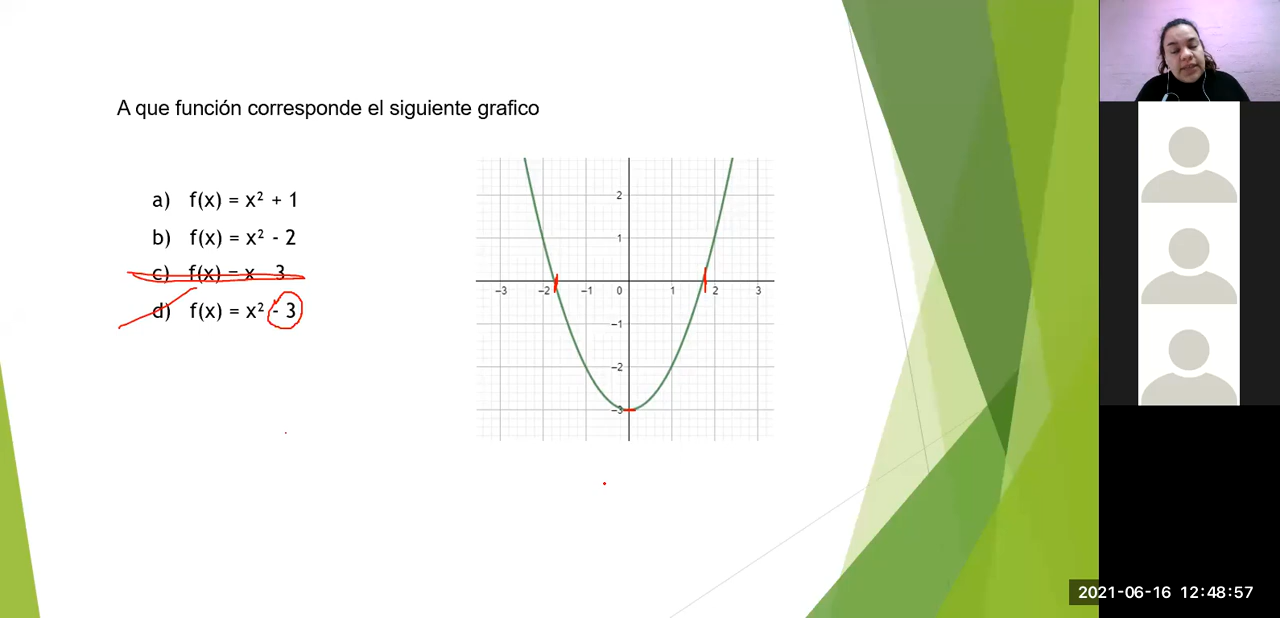 A que función corresponde el siguiente grafico
a) f(x) = x² + 1
b) f(x) = x² - 2
c) f(x) = x - 3
d) f(x) = x² - 3
2
1
−3 −2 −1 0 1 2 3
−1
−2
−3
2021-06-16 12:48:57